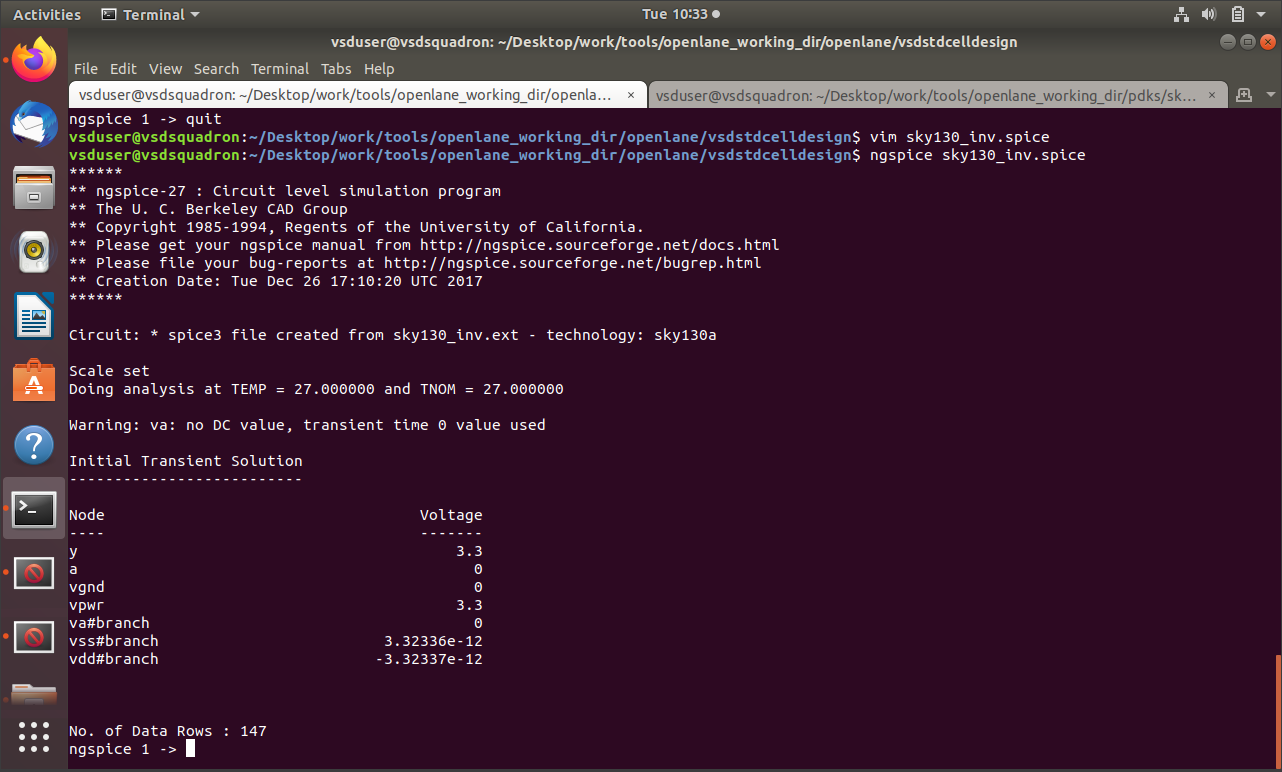 Activities
Terminal
Tue 10:33
vsduser@vsdsquadron: ~/Desktop/work/tools/openlane_working_dir/openlane/vsdstdcelldesign
File Edit View Search Terminal Tabs Help
vsduser@vsdsquadron: ~/Desktop/work/tools/openlane_working_dir/openla... ×
vsduser@vsdsquadron: ~/Desktop/work/tools/openlane_working_dir/pdks/sk... ×
ngspice 1 -> quit
vsduser@vsdsquadron:~/Desktop/work/tools/openlane_working_dir/openlane/vsdstdcelldesign$ vim sky130_inv.spice
vsduser@vsdsquadron:~/Desktop/work/tools/openlane_working_dir/openlane/vsdstdcelldesign$ ngspice sky130_inv.spice
******
** ngspice-27 : Circuit level simulation program
** The U. C. Berkeley CAD Group
** Copyright 1985-1994, Regents of the University of California.
** Please get your ngspice manual from http://ngspice.sourceforge.net/docs.html
** Please file your bug-reports at http://ngspice.sourceforge.net/bugrep.html
** Creation Date: Tue Dec 26 17:10:20 UTC 2017
******
Circuit: * spice3 file created from sky130_inv.ext - technology: sky130a
Scale set
Doing analysis at TEMP = 27.000000 and TNOM = 27.000000
Warning: va: no DC value, transient time 0 value used
Initial Transient Solution
--------------------------
Node Voltage
---- -------
y 3.3
a 0
vgnd 0
vpwr 3.3
va#branch 0
vss#branch 3.32336e-12
vdd#branch -3.32337e-12
No. of Data Rows : 147
ngspice 1 ->